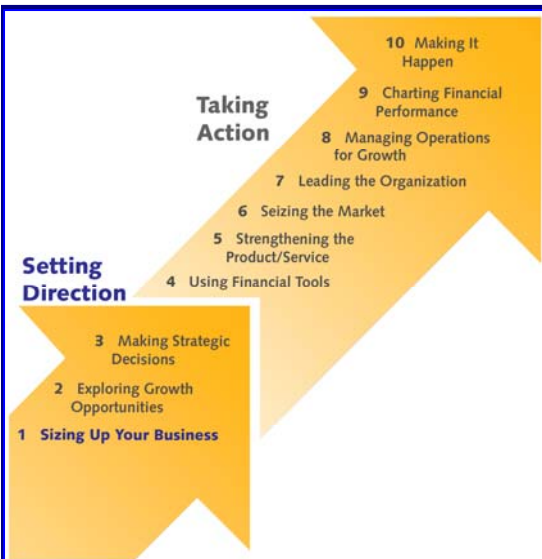 10 Making It
Happen
9 Charting Financial
Performance
Taking
Action
8 Managing Operations
for Growth
7 Leading the Organization
6 Seizing the Market
5 Strengthening the
Product/Service
4 Using Financial Tools
Setting
Direction
3 Making Strategic
Decisions
2 Exploring Growth
Opportunities
1 Sizing Up Your Business